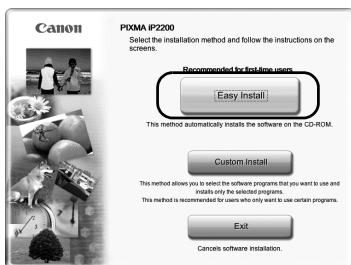 Canon
PIXMA iP2200
Select the installation method and follow the instructions on the
screens.
Recommended for first-time users
Easy Install
This method automatically installs the software on the CD-ROM.
Custom Install
This method allows you to select the software programs that you want to use and
installs only the selected programs.
This method is recommended for users who only want to use certain programs.
Exit
Cancels software installation.